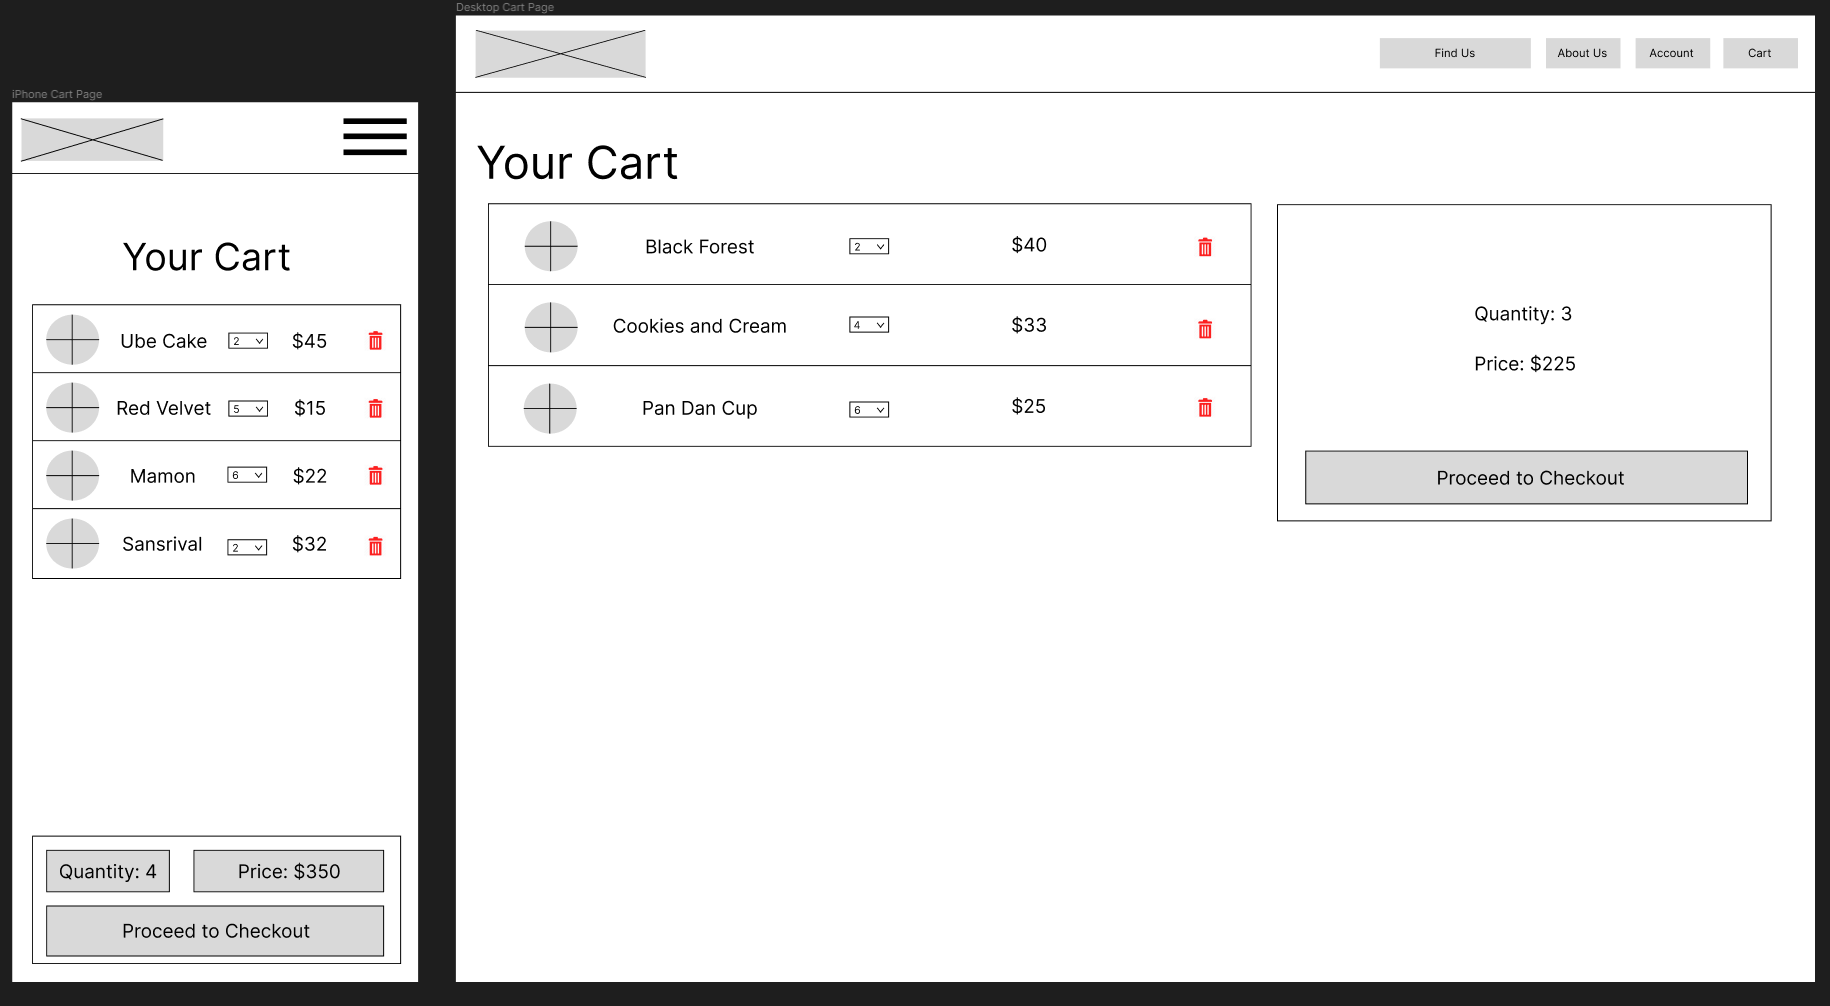 iPhone Cart Page
Your Cart
Ube Cake 2 $45
Red Velvet 5 $15
Mamon 6 $22
Sansrival 2 $32
Quantity: 4 Price: $350
Proceed to Checkout
Desktop Cart Page
Find Us About Us Account Cart
Your Cart
Black Forest 2 $40
Cookies and Cream 4 $33
Pan Dan Cup 6 $25
Quantity: 3
Price: $225
Proceed to Checkout